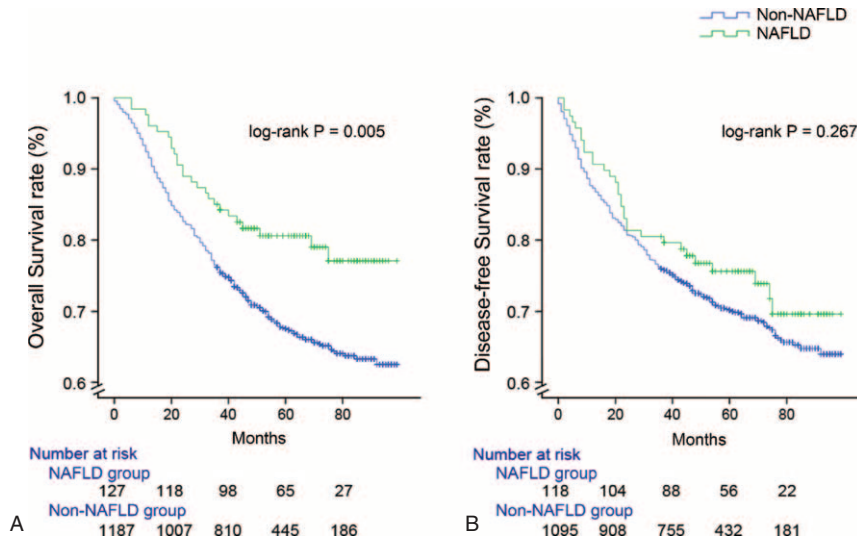 Non-NAFLD
NAFLD
Overall Survival rate (%)
1.0
0.9
0.8
0.7
0.6
log-rank P = 0.005
0 20 40 60 80
Months
Number at risk
NAFLD group
127 118 98 65 27
Non-NAFLD group
1187 1007 810 445 186
A
Disease-free Survival rate (%)
1.0
0.9
0.8
0.7
0.6
log-rank P = 0.267
0 20 40 60 80
Months
Number at risk
NAFLD group
118 104 88 56 22
Non-NAFLD group
1095 908 755 432 181
B